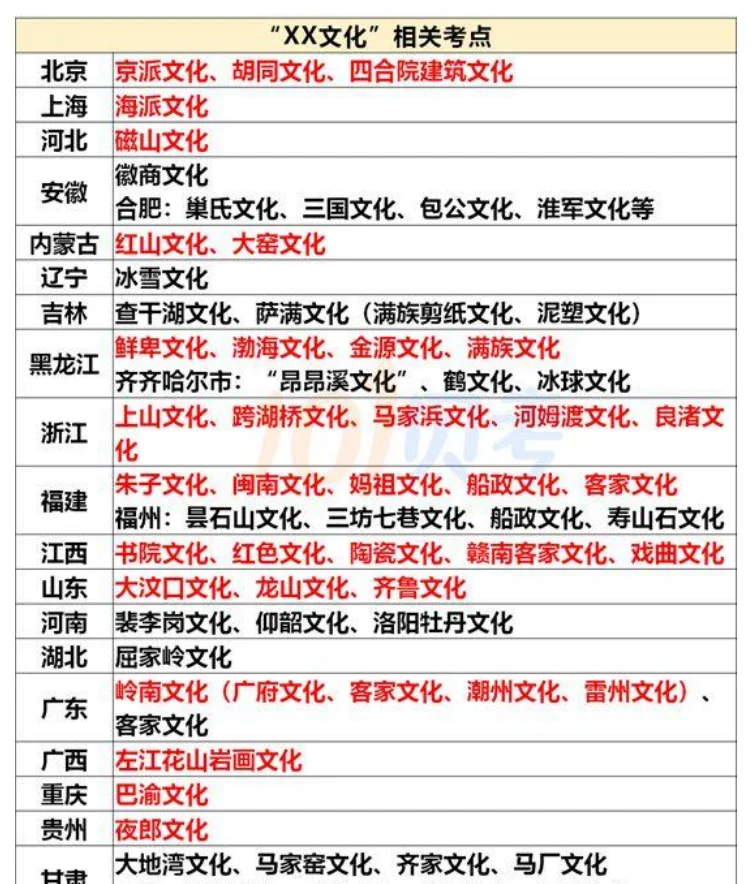 “XX文化”相关考点
北京 京派文化、胡同文化、四合院建筑文化
上海 海派文化
河北 磁山文化
安徽 徽商文化
合肥：巢氏文化、三国文化、包公文化、淮军文化等
内蒙古 红山文化、大窑文化
辽宁 冰雪文化
吉林 查干湖文化、萨满文化（满族剪纸文化、泥塑文化）
黑龙江 鲜卑文化、渤海文化、金源文化、满族文化
齐齐哈尔市：“昂昂溪文化”、鹤文化、冰球文化
浙江 上山文化、跨湖桥文化、马家浜文化、河姆渡文化、良渚文
化
福建 朱子文化、闽南文化、妈祖文化、船政文化、客家文化
福州：昙石山文化、三坊七巷文化、船政文化、寿山石文化
江西 书院文化、红色文化、陶瓷文化、赣南客家文化、戏曲文化
山东 大汶口文化、龙山文化、齐鲁文化
河南 裴李岗文化、仰韶文化、洛阳牡丹文化
湖北 屈家岭文化
广东 岭南文化（广府文化、客家文化、潮州文化、雷州文化）、
客家文化
广西 左江花山岩画文化
重庆 巴渝文化
贵州 夜郎文化
甘肃 大地湾文化、马家窑文化、齐家文化、马厂文化